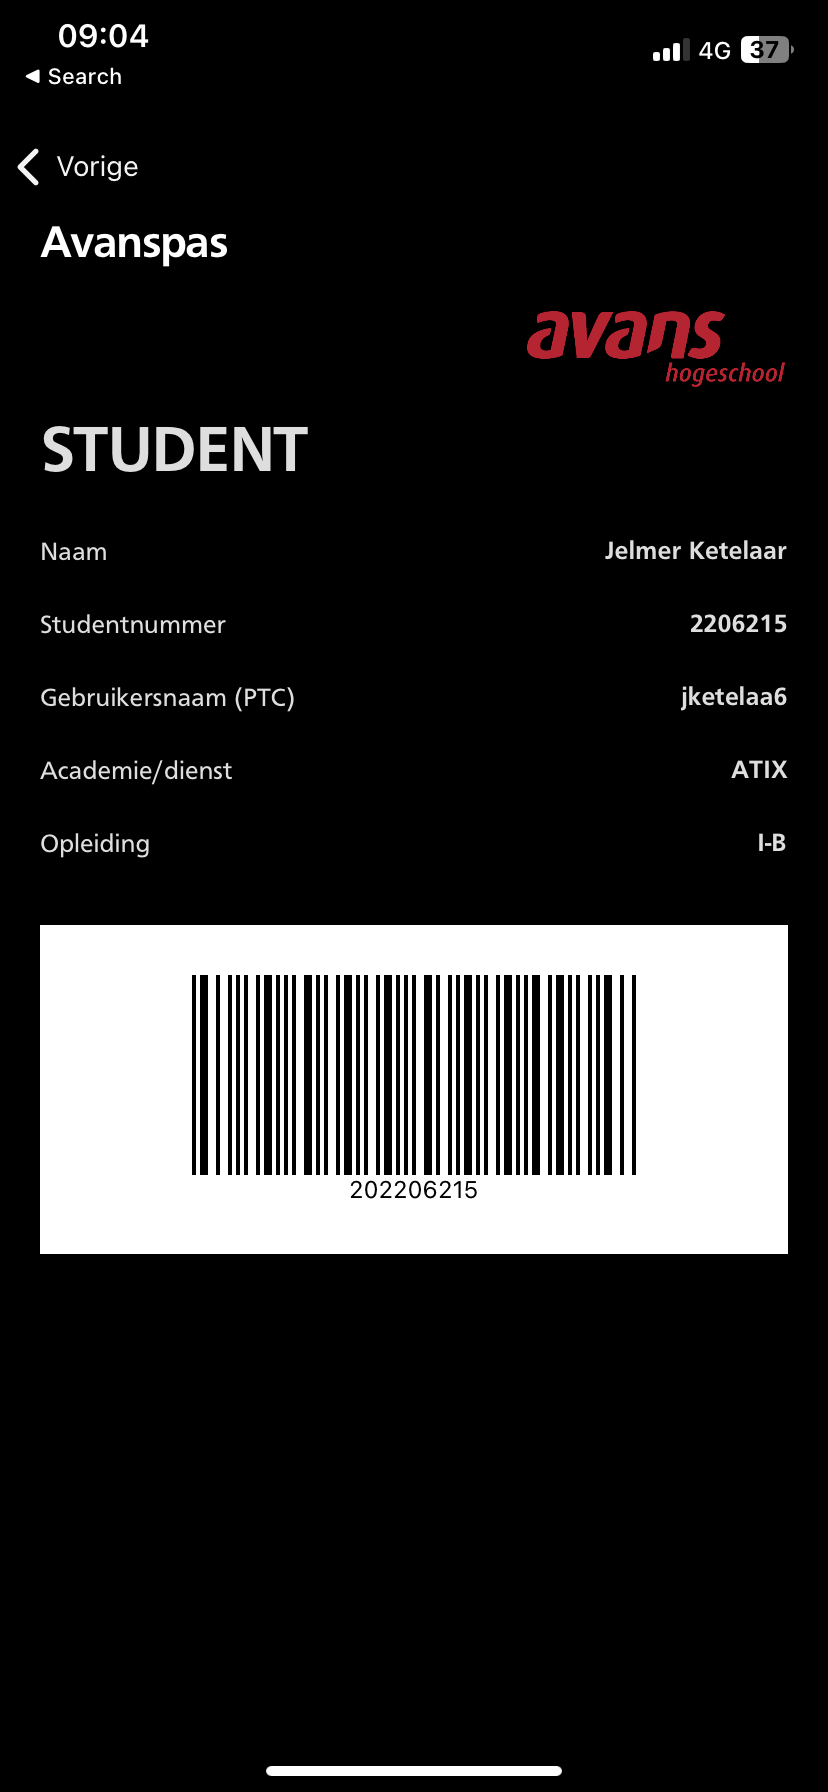 09:04
4G 37
◀ Search
Vorige
Avanspas
avans
hogeschool
STUDENT
Naam Jelmer Ketelaar
Studentnummer 2206215
Gebruikersnaam (PTC) jketelaa6
Academie/dienst ATIX
Opleiding I-B
202206215